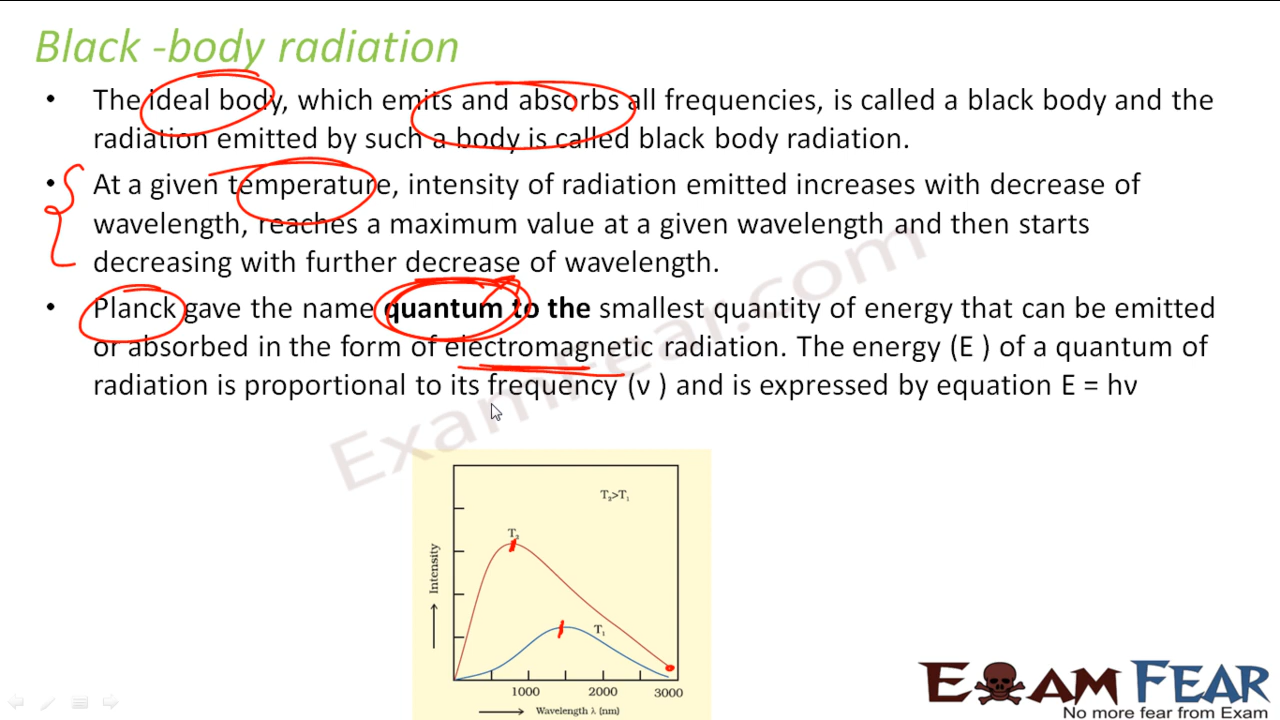 Black -body radiation
• The ideal body, which emits and absorbs all frequencies, is called a black body and the
radiation emitted by such a body is called black body radiation.
• At a given temperature, intensity of radiation emitted increases with decrease of
wavelength, reaches a maximum value at a given wavelength and then starts
decreasing with further decrease of wavelength.
• Planck gave the name quantum to the smallest quantity of energy that can be emitted
or absorbed in the form of electromagnetic radiation. The energy (E ) of a quantum of
radiation is proportional to its frequency (ν ) and is expressed by equation E = hν
ExamFear.com
T₂>T₁
T₂
Intensity
T₁
1000 2000 3000
Wavelength λ (nm)
EXAM FEAR
No more fear from Exam